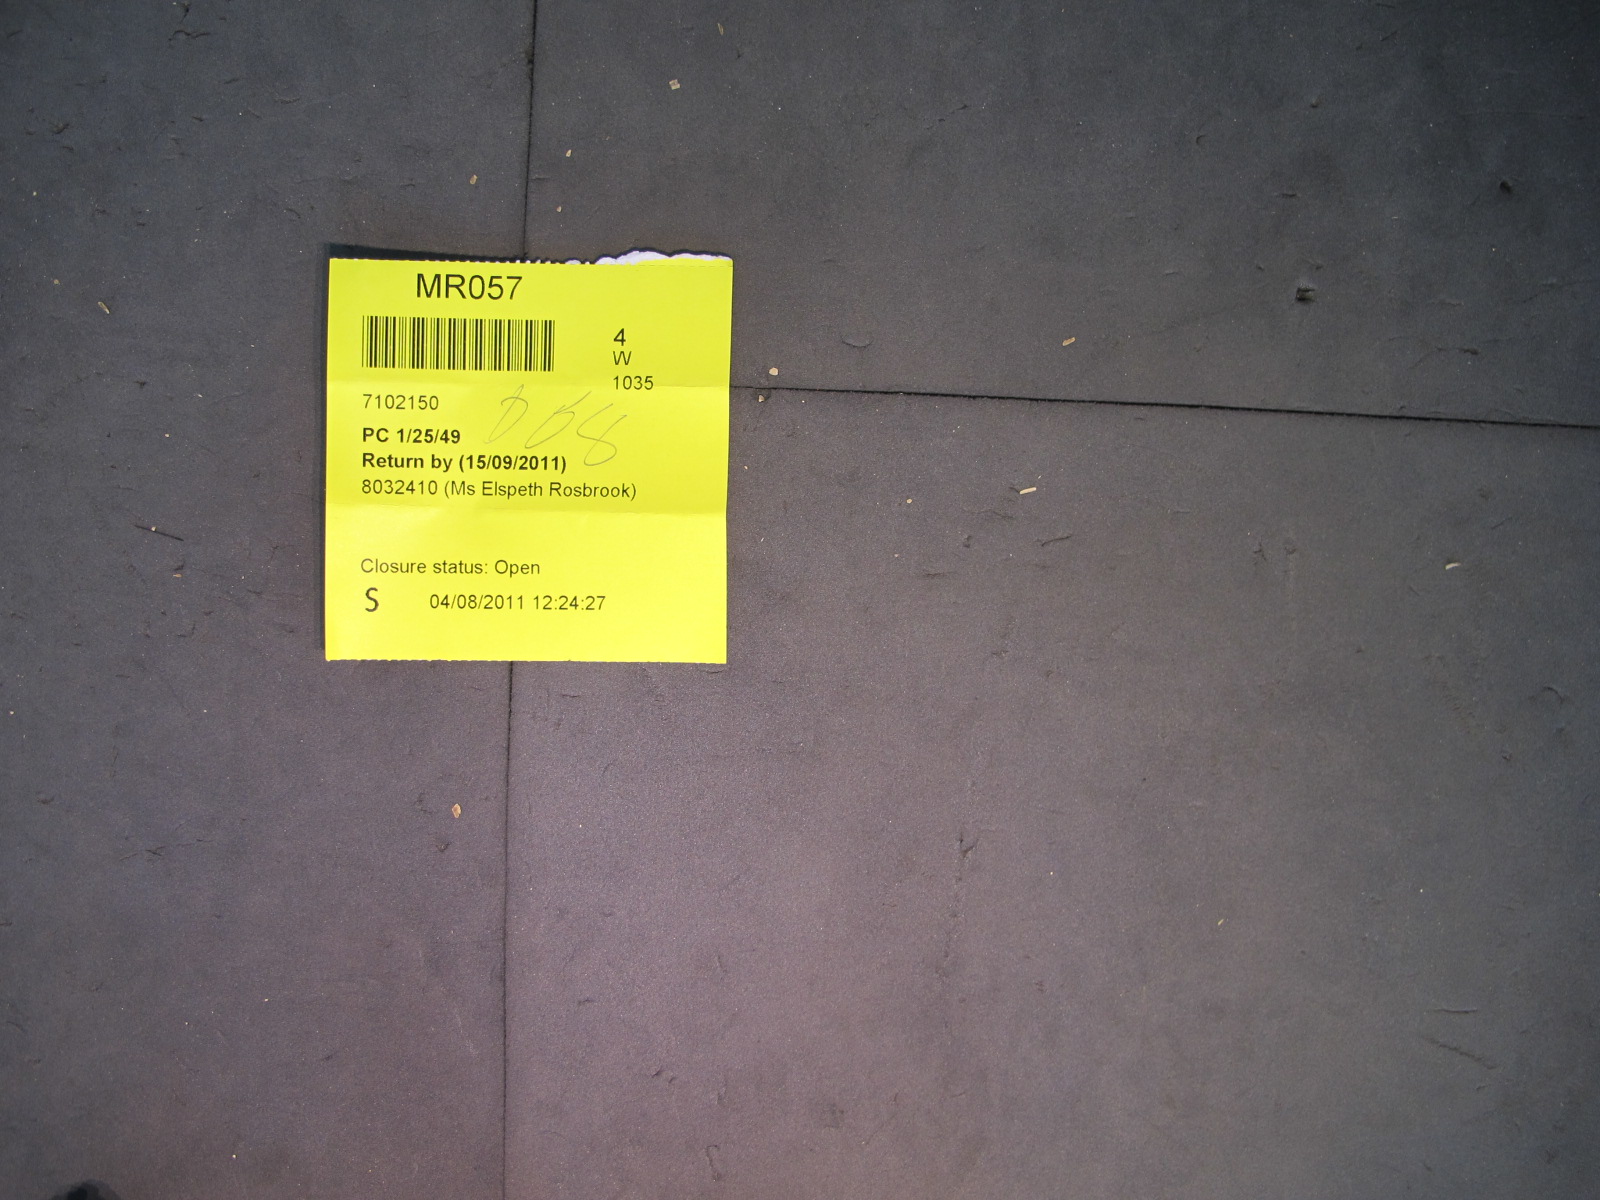 MR057
4
W
1035
7102150
PC 1/25/49
Return by (15/09/2011)
8032410 (Ms Elspeth Rosbrook)
Closure status: Open
S 04/08/2011 12:24:27